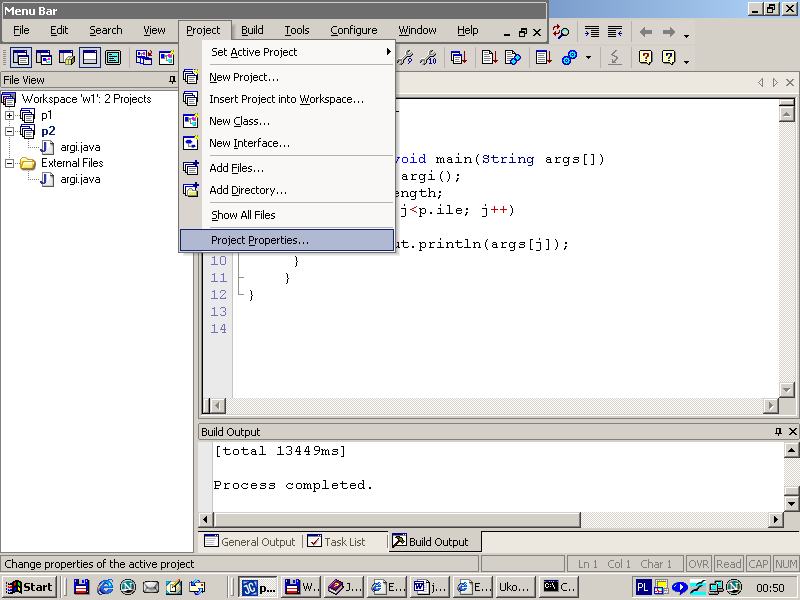 Menu Bar
File Edit Search View Project Build Tools Configure Window Help
File View
Workspace 'w1': 2 Projects
p1
p2
argi.java
External Files
argi.java
Set Active Project
New Project...
Insert Project into Workspace...
New Class...
New Interface...
Add Files...
Add Directory...
Show All Files
Project Properties...
void main(String args[])
argi();
ength;
j<p.ile; j++)
ut.println(args[j]);
10 }
11 }
12 }
13
14
Build Output
[total 13449ms]
Process completed.
General Output Task List Build Output
Change properties of the active project Ln 1 Col 1 Char 1 OVR Read CAP NUM
Start p... W.. J... E... j... E... Uko... C.. PL 00:50